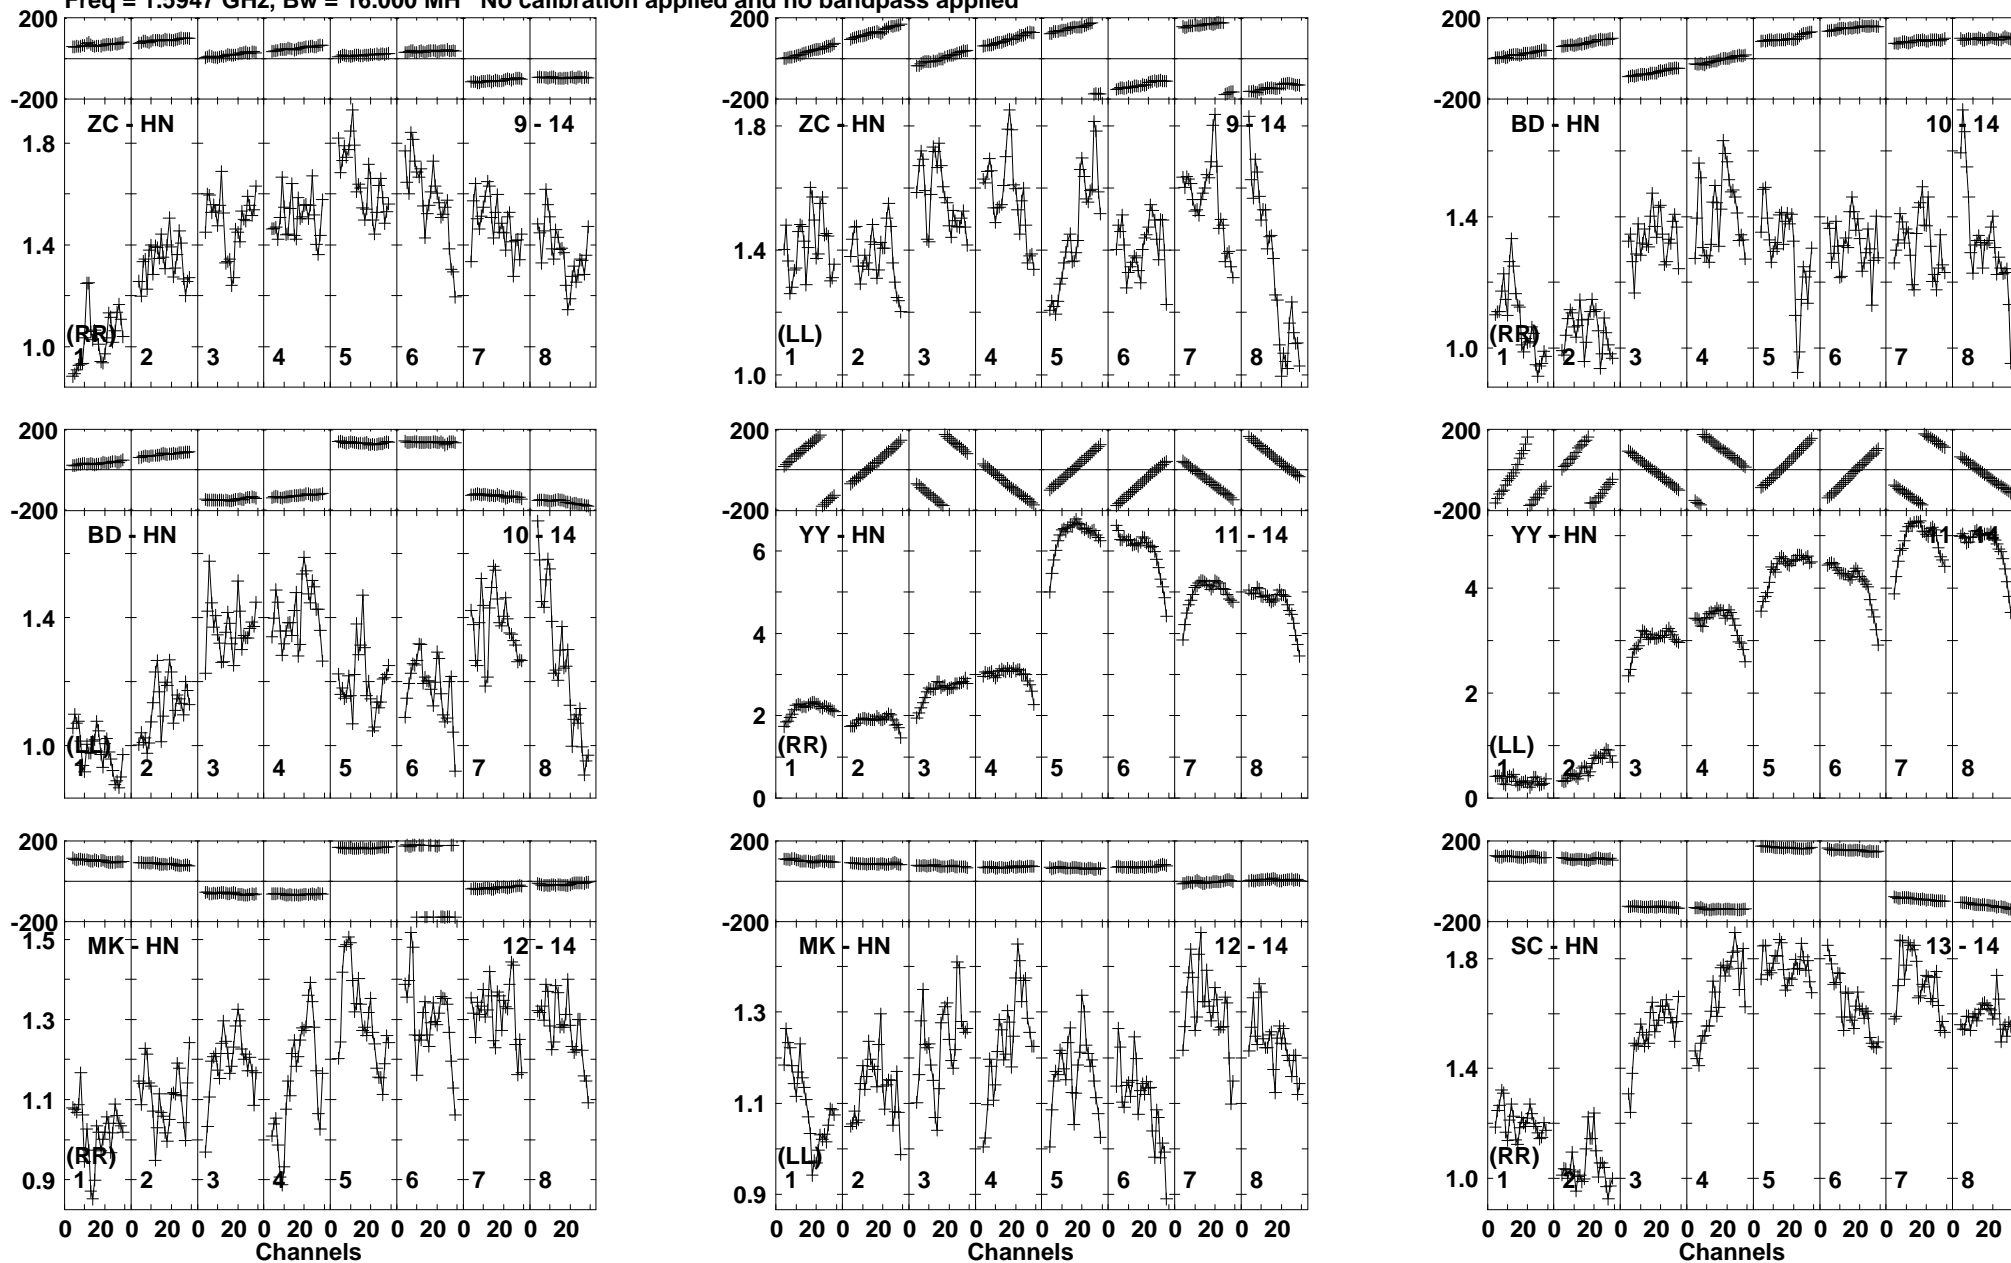 Freq = 1.5947 GHz, Bw = 16.000 MH No calibration applied and no bandpass applied
200 200 200
-200 -200 -200
ZC - HN 9 - 14 ZC - HN 9 - 14 BD - HN 10 - 14
1.8 1.8
1.4 1.4 1.4
1.0 1.0 1.0
(RR) (LL) (RR)
1 2 3 4 5 6 7 8 1 2 3 4 5 6 7 8 1 2 3 4 5 6 7 8
200 200 200
-200 -200 -200
BD - HN 10 - 14 YY - HN 11 - 14 YY - HN 11 - 14
1.4 6 4 2 4
1.0 0 2 0
(LL) (RR) (LL)
1 2 3 4 5 6 7 8 1 2 3 4 5 6 7 8 1 2 3 4 5 6 7 8
200 200 200
-200 -200 -200
MK - HN 12 - 14 MK - HN 12 - 14 SC - HN 13 - 14
1.5 1.8
1.3 1.3 1.4
1.1 1.1 1.0
0.9 0.9
(RR) (LL) (RR)
1 2 3 4 5 6 7 8 1 2 3 4 5 6 7 8 1 2 3 4 5 6 7 8
0 20 0 20 0 20 0 20 0 20 0 20 0 20 0 20 0 20 0 20 0 20 0 20 0 20 0 20 0 20 0 20 0 20 0 20 0 20 0 20 0 20 0 20 0 20 0 20
Channels Channels Channels